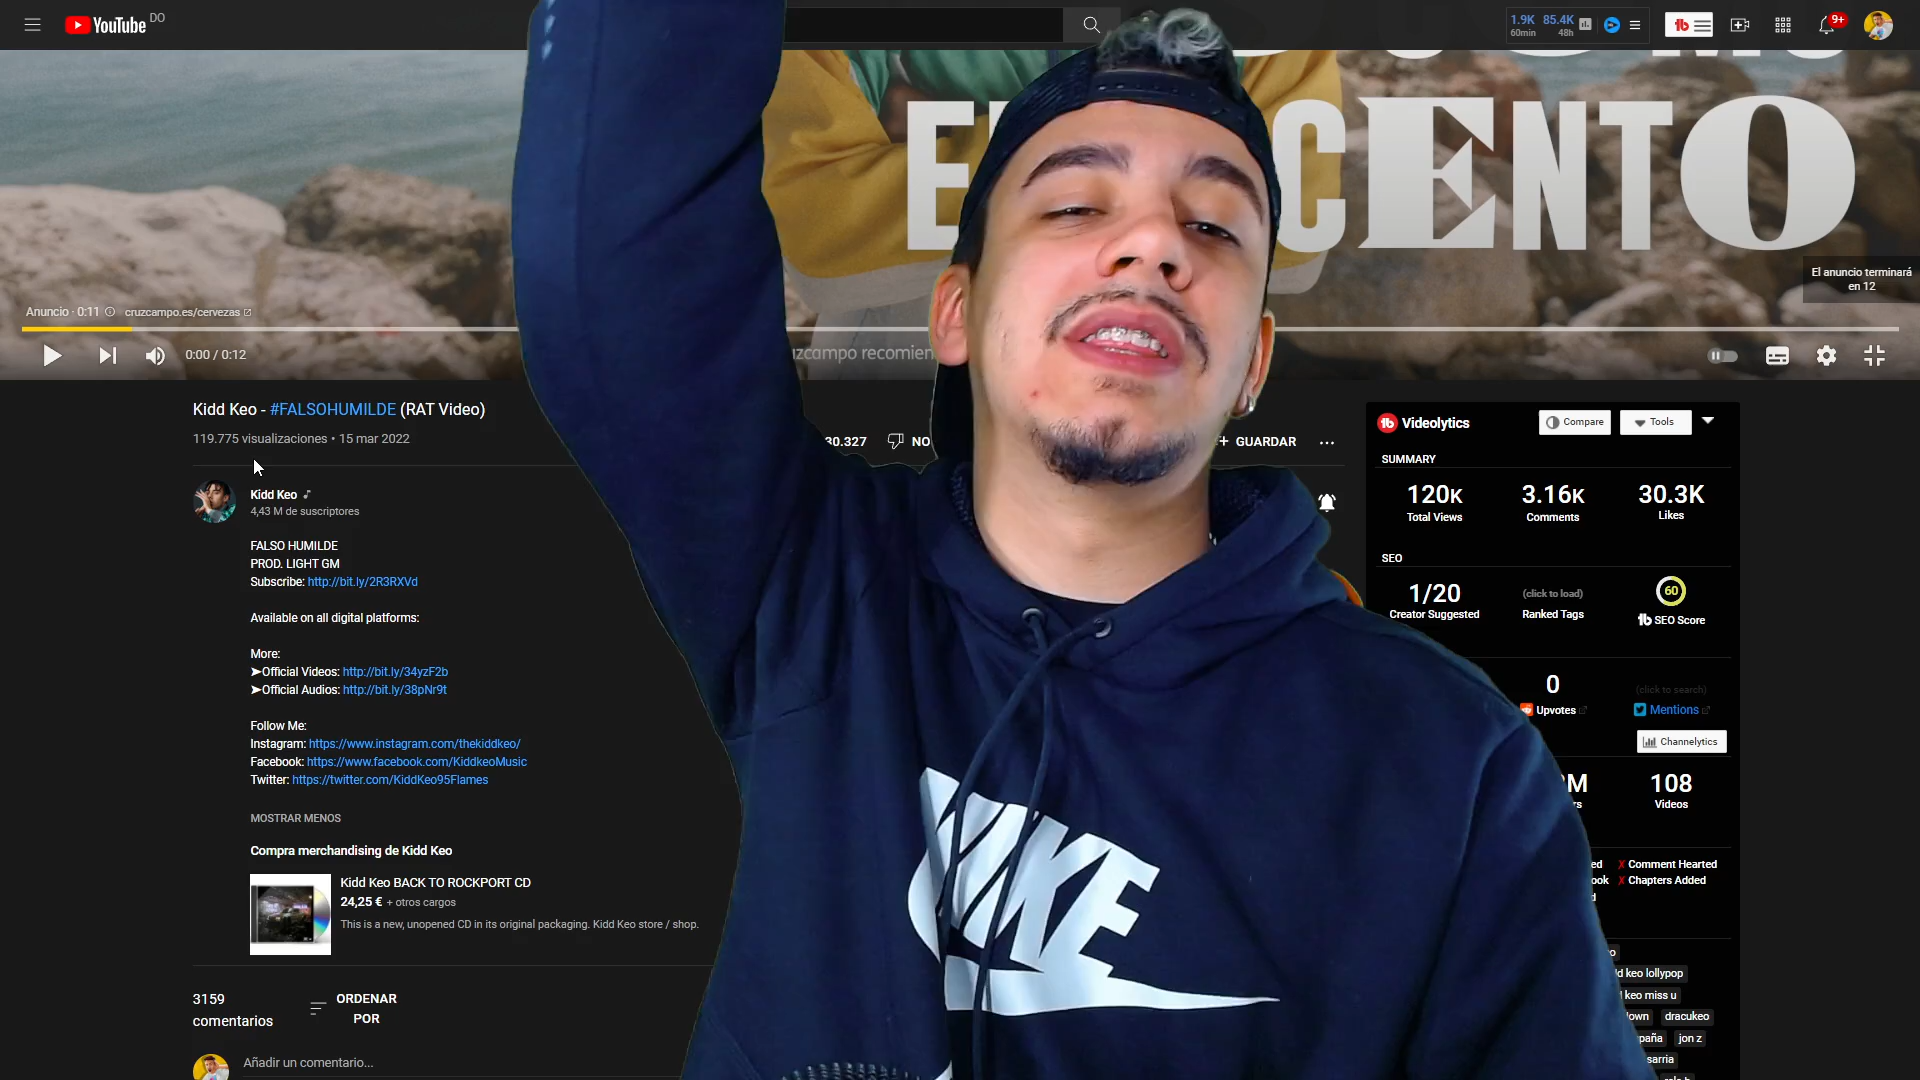 YouTube DO
1.9K 85.4K
60min 48h
9+
CENTO
El anuncio terminará
en 12
Anuncio · 0:11 cruzcampo.es/cervezas
0:00 / 0:12
Kidd Keo - #FALSOHUMILDE (RAT Video)
119.775 visualizaciones • 15 mar 2022
30.327 NO GUARDAR
Kidd Keo
4,43 M de suscriptores
FALSO HUMILDE
PROD. LIGHT GM
Subscribe: http://bit.ly/2R3RXVd
Available on all digital platforms:
More:
➤Official Videos: http://bit.ly/34yzF2b
➤Official Audios: http://bit.ly/38pNr9t
Follow Me:
Instagram: https://www.instagram.com/thekiddkeo/
Facebook: https://www.facebook.com/KiddkeoMusic
Twitter: https://twitter.com/KiddKeo95Flames
MOSTRAR MENOS
Compra merchandising de Kidd Keo
Kidd Keo BACK TO ROCKPORT CD
24,25 € + otros cargos
This is a new, unopened CD in its original packaging. Kidd Keo store / shop.
3159
comentarios
ORDENAR
POR
Añadir un comentario...
NIKE
Videolytics Compare Tools
SUMMARY
120K 3.16K 30.3K
Total Views Comments Likes
SEO
1/20 (click to load) 60
Creator Suggested Ranked Tags SEO Score
0 (click to search)
Upvotes Mentions
Channelytics
M 108
Videos
Comment Hearted
Chapters Added
keo lollypop
keo miss u
dracukeo
jon z